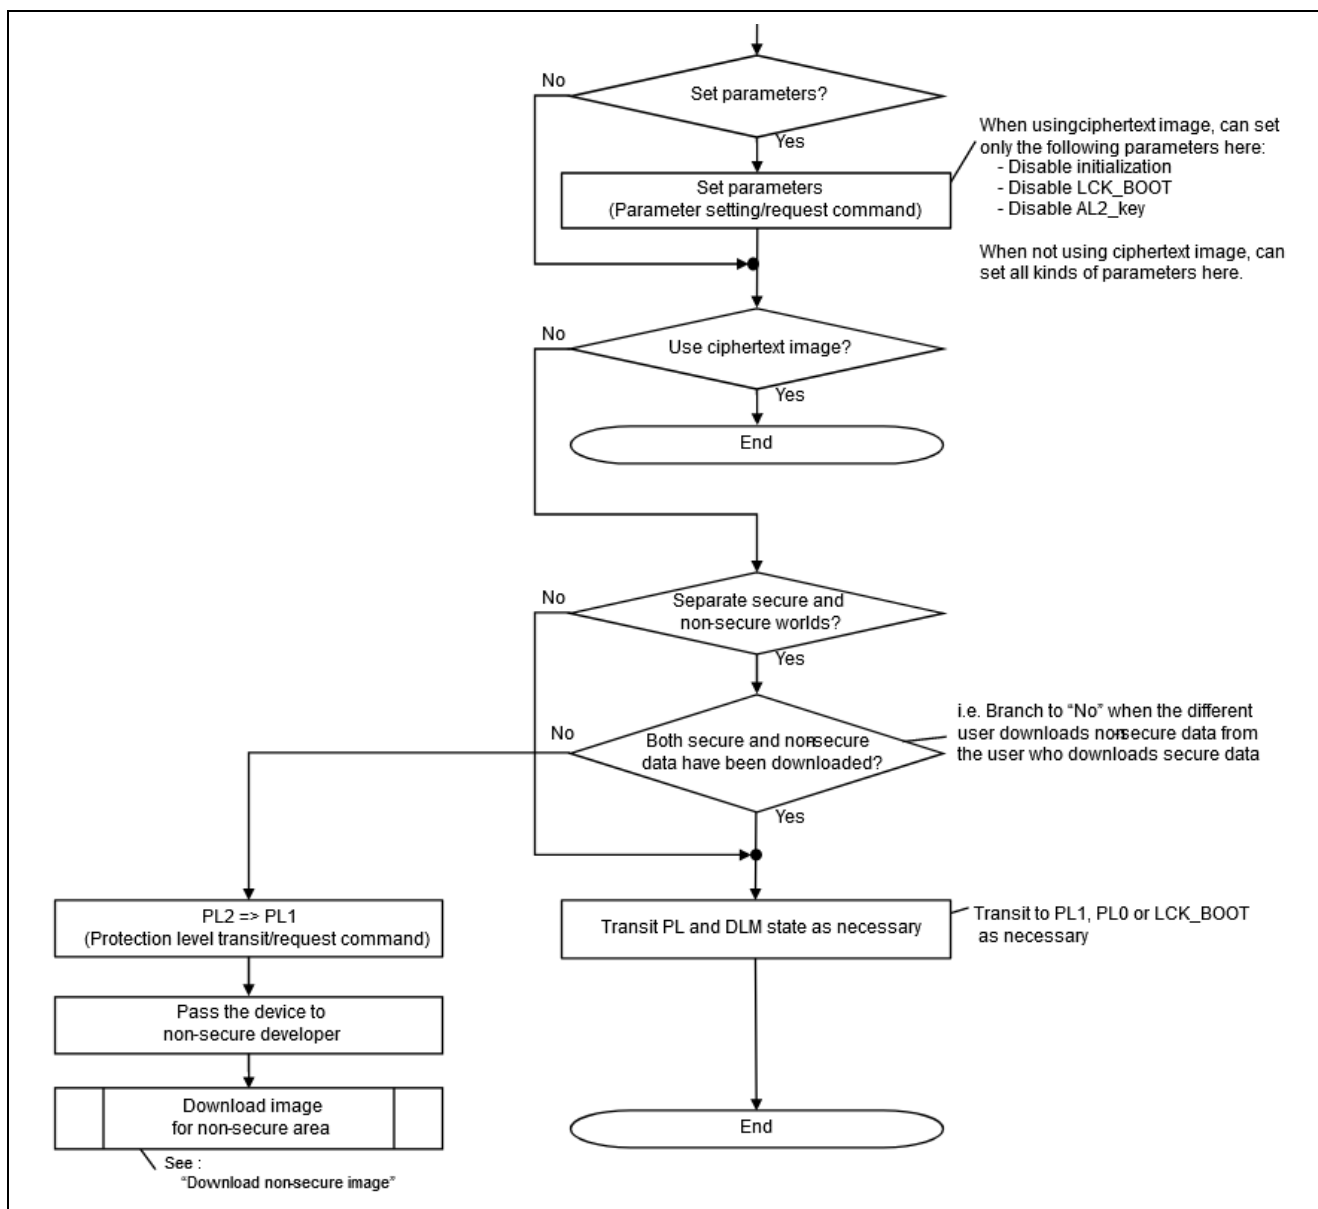 No
Set parameters?
Yes
When usingciphertext image, can set
only the following parameters here:
- Disable initialization
- Disable LCK_BOOT
- Disable AL2_key
Set parameters
(Parameter setting/request command)
When not using ciphertext image, can
set all kinds of parameters here.
No
Use ciphertext image?
Yes
End
No
Separate secure and
non-secure worlds?
Yes
No
Both secure and non-secure
data have been downloaded?
Yes
i.e. Branch to “No” when the different
user downloads non-secure data from
the user who downloads secure data
PL2 => PL1
(Protection level transit/request command)
Transit PL and DLM state as necessary
Transit to PL1, PL0 or LCK_BOOT
as necessary
Pass the device to
non-secure developer
Download image
for non-secure area
End
See :
“Download non-secure image”